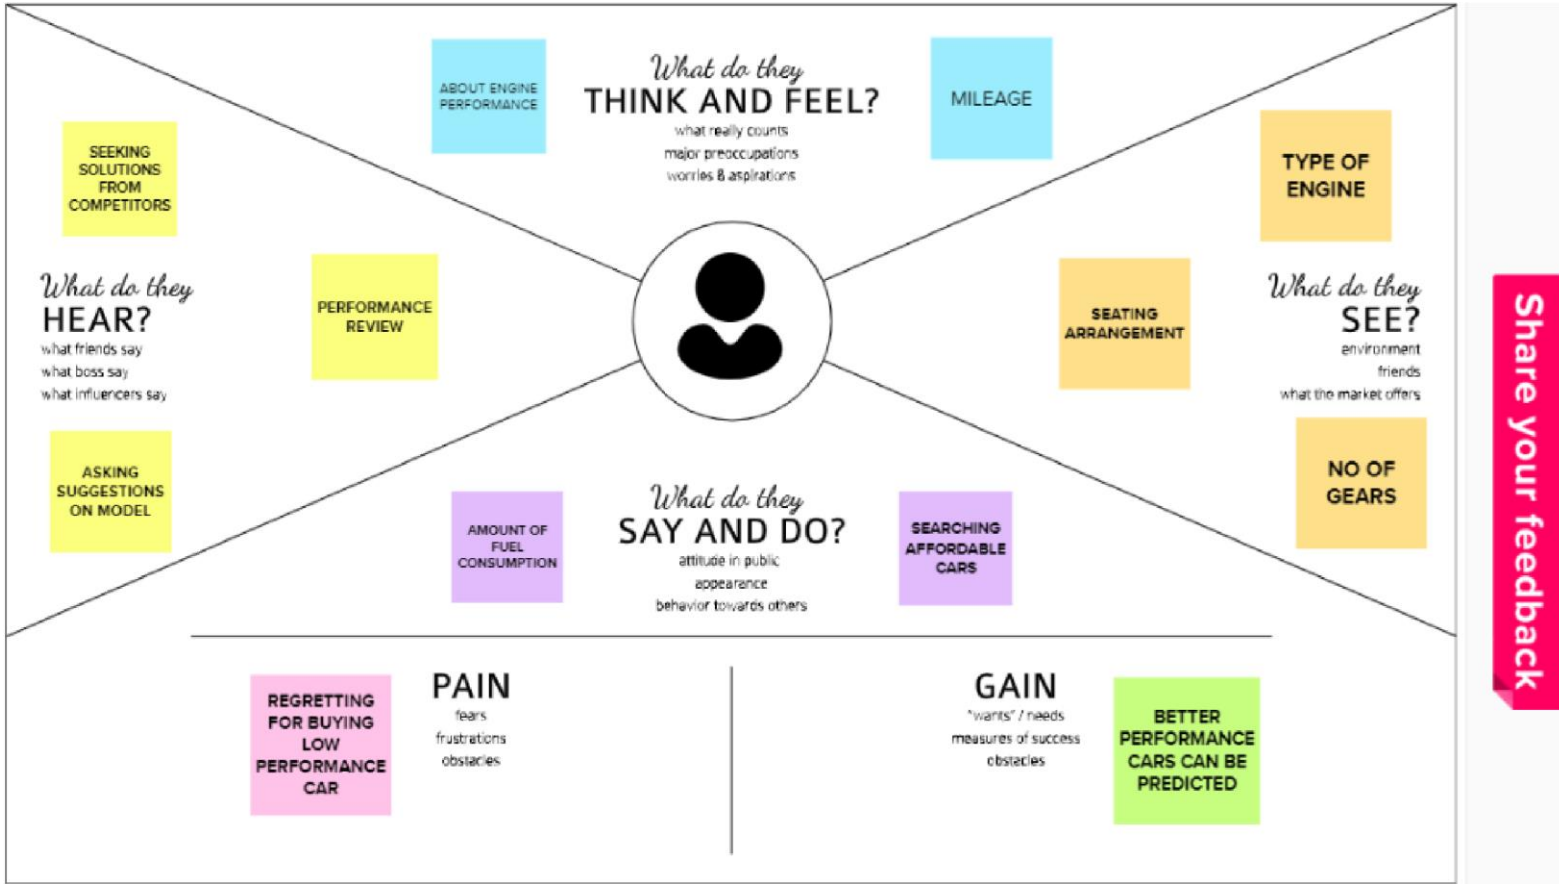 ABOUT ENGINE
PERFORMANCE
What do they
THINK AND FEEL?
what really counts
major preoccupations
worries & aspirations
MILEAGE
SEEKING
SOLUTIONS
FROM
COMPETITORS
What do they
HEAR?
what friends say
what boss say
what influencers say
PERFORMANCE
REVIEW
ASKING
SUGGESTIONS
ON MODEL
TYPE OF
ENGINE
SEATING
ARRANGEMENT
What do they
SEE?
environment
friends
what the market offers
NO OF
GEARS
AMOUNT OF
FUEL
CONSUMPTION
What do they
SAY AND DO?
attitude in public
appearance
behavior towards others
SEARCHING
AFFORDABLE
CARS
REGRETTING
FOR BUYING
LOW
PERFORMANCE
CAR
PAIN
fears
frustrations
obstacles
GAIN
"wants" / needs
measures of success
obstacles
BETTER
PERFORMANCE
CARS CAN BE
PREDICTED
Share your feedback